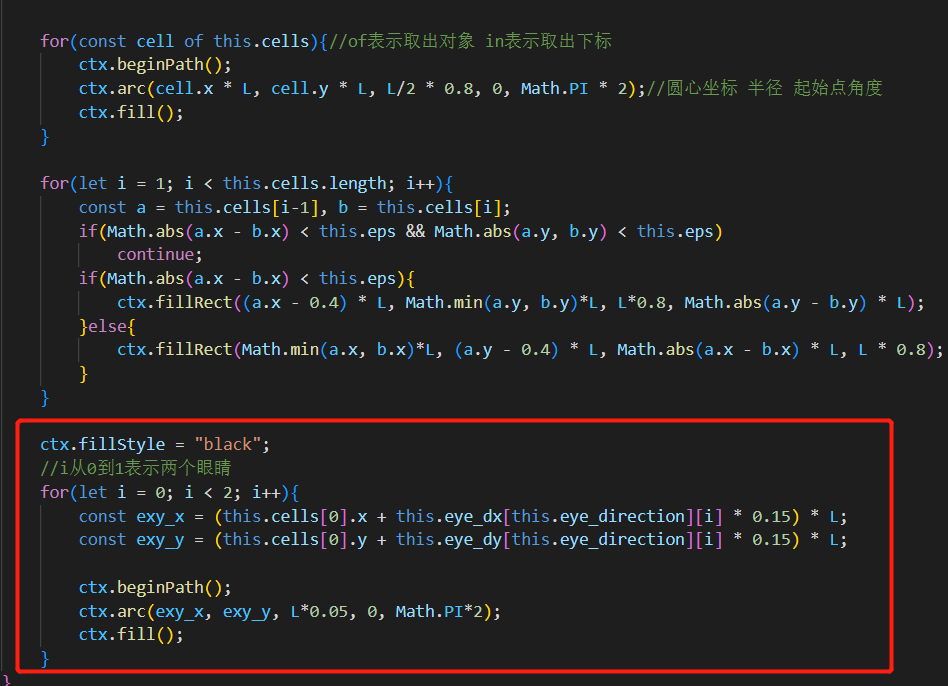 for(const cell of this.cells){//of表示取出对象 in表示取出下标
ctx.beginPath();
ctx.arc(cell.x * L, cell.y * L, L/2 * 0.8, 0, Math.PI * 2);//圆心坐标 半径 起始点角度
ctx.fill();
}
for(let i = 1; i < this.cells.length; i++){
const a = this.cells[i-1], b = this.cells[i];
if(Math.abs(a.x - b.x) < this.eps && Math.abs(a.y, b.y) < this.eps)
continue;
if(Math.abs(a.x - b.x) < this.eps){
ctx.fillRect((a.x - 0.4) * L, Math.min(a.y, b.y)*L, L*0.8, Math.abs(a.y - b.y) * L);
}else{
ctx.fillRect(Math.min(a.x, b.x)*L, (a.y - 0.4) * L, Math.abs(a.x - b.x) * L, L * 0.8);
}
}
ctx.fillStyle = "black";
//i从0到1表示两个眼睛
for(let i = 0; i < 2; i++){
const exy_x = (this.cells[0].x + this.eye_dx[this.eye_direction][i] * 0.15) * L;
const exy_y = (this.cells[0].y + this.eye_dy[this.eye_direction][i] * 0.15) * L;
ctx.beginPath();
ctx.arc(exy_x, exy_y, L*0.05, 0, Math.PI*2);
ctx.fill();
}
}